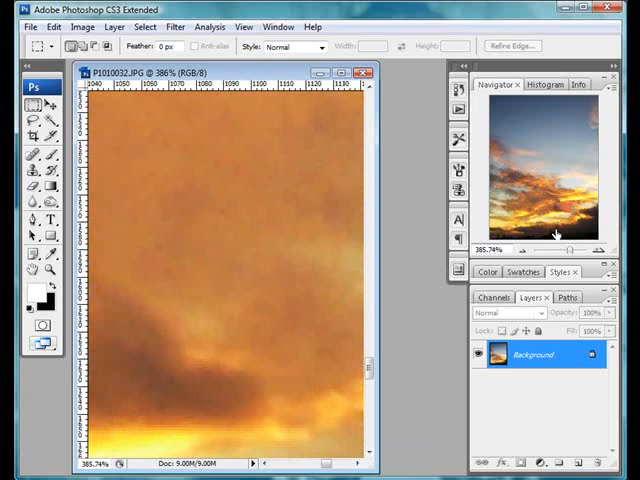 Adobe Photoshop CS3 Extended
File Edit Image Layer Select Filter Analysis View Window Help
Feather: 0 px Anti-alias Style: Normal Width: Height: Refine Edge...
Ps
P1010032.JPG @ 386% (RGB/8)
1040 1050 1060 1070 1080 1090 1100 1110 1120 1130
Navigator Histogram Info
385.74%
Color Swatches Styles
Channels Layers Paths
Normal Opacity: 100%
Lock: Fill: 100%
Background
385.74% Doc: 9.00M/9.00M